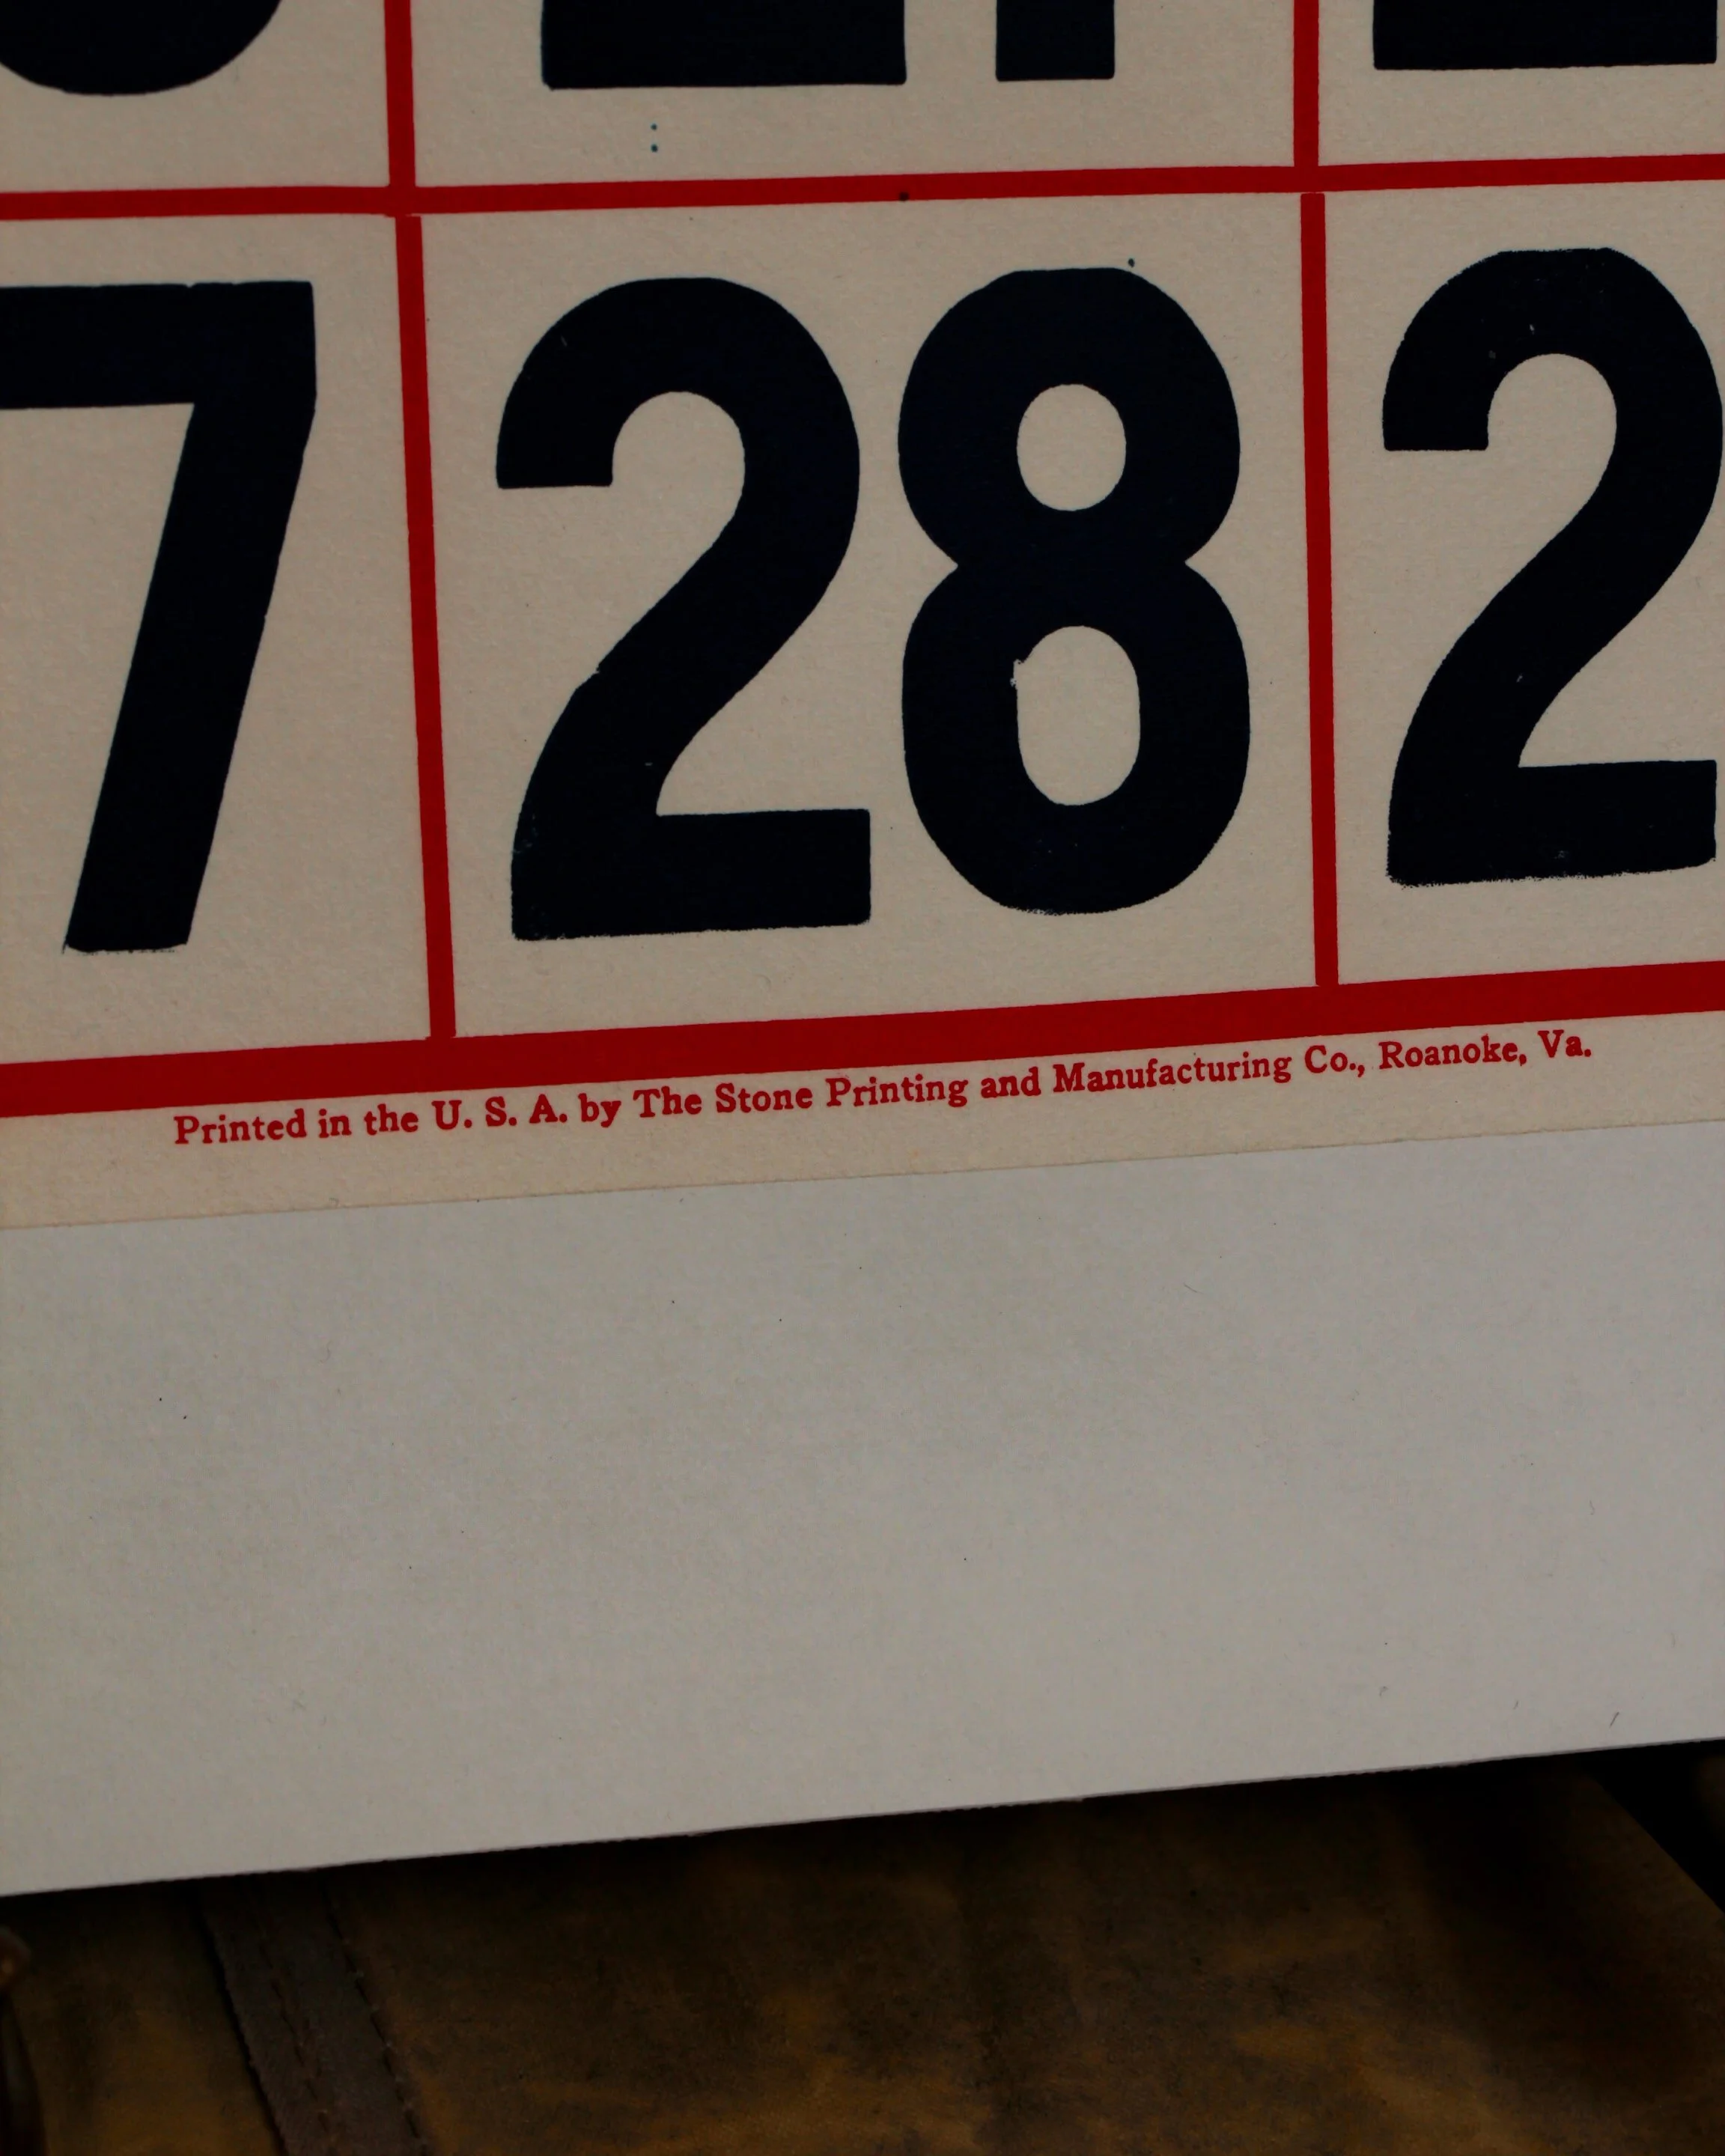 7 28 2
Printed in the U. S. A. by The Stone Printing and Manufacturing Co., Roanoke, Va.